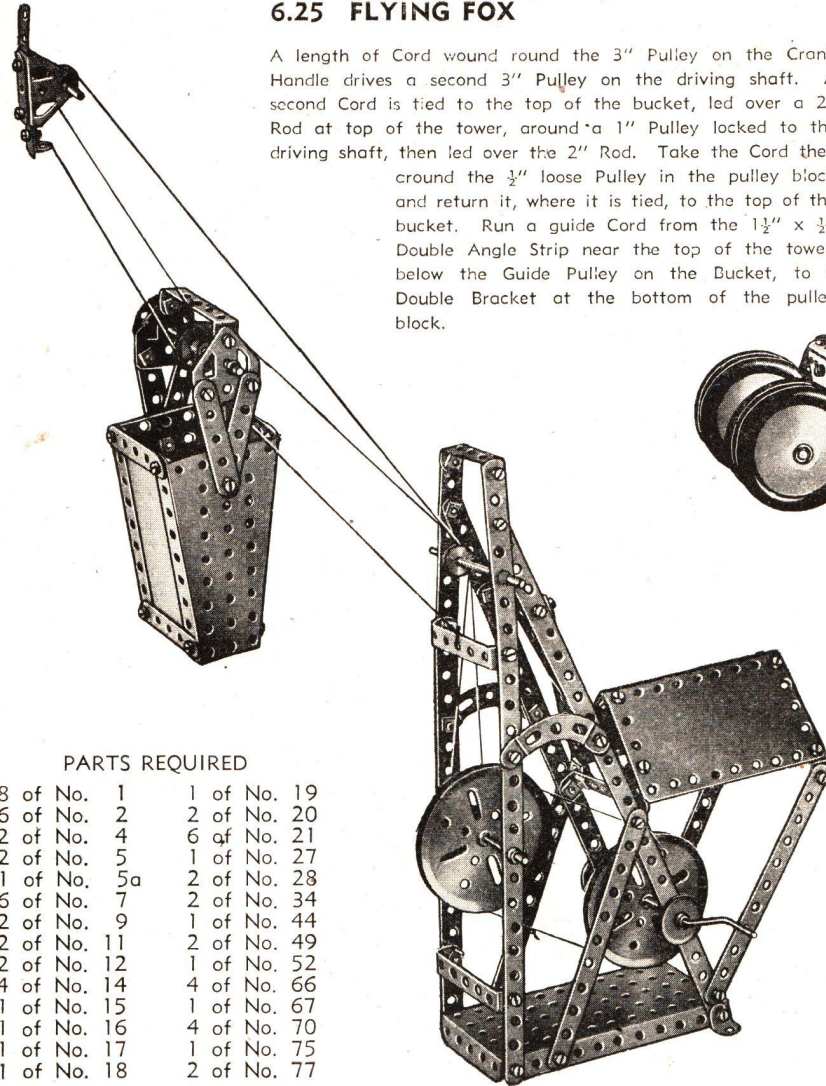 6.25 FLYING FOX
A length of Cord wound round the 3" Pulley on the Cran
Handle drives a second 3" Pulley on the driving shaft.
second Cord is tied to the top of the bucket, led over a 2
Rod at top of the tower, around a 1" Pulley locked to th
driving shaft, then led over the 2" Rod. Take the Cord the
around the ½" loose Pulley in the pulley bloc
and return it, where it is tied, to the top of th
bucket. Run a guide Cord from the 1½" x ½
Double Angle Strip near the top of the towe
below the Guide Pulley on the Bucket, to
Double Bracket at the bottom of the pulle
block.
PARTS REQUIRED
8 of No. 1 1 of No. 19
6 of No. 2 2 of No. 20
2 of No. 4 6 of No. 21
2 of No. 5 1 of No. 27
1 of No. 5a 2 of No. 28
6 of No. 7 2 of No. 34
2 of No. 9 1 of No. 44
2 of No. 11 2 of No. 49
2 of No. 12 1 of No. 52
4 of No. 14 4 of No. 66
1 of No. 15 1 of No. 67
1 of No. 16 4 of No. 70
1 of No. 17 1 of No. 75
1 of No. 18 2 of No. 77